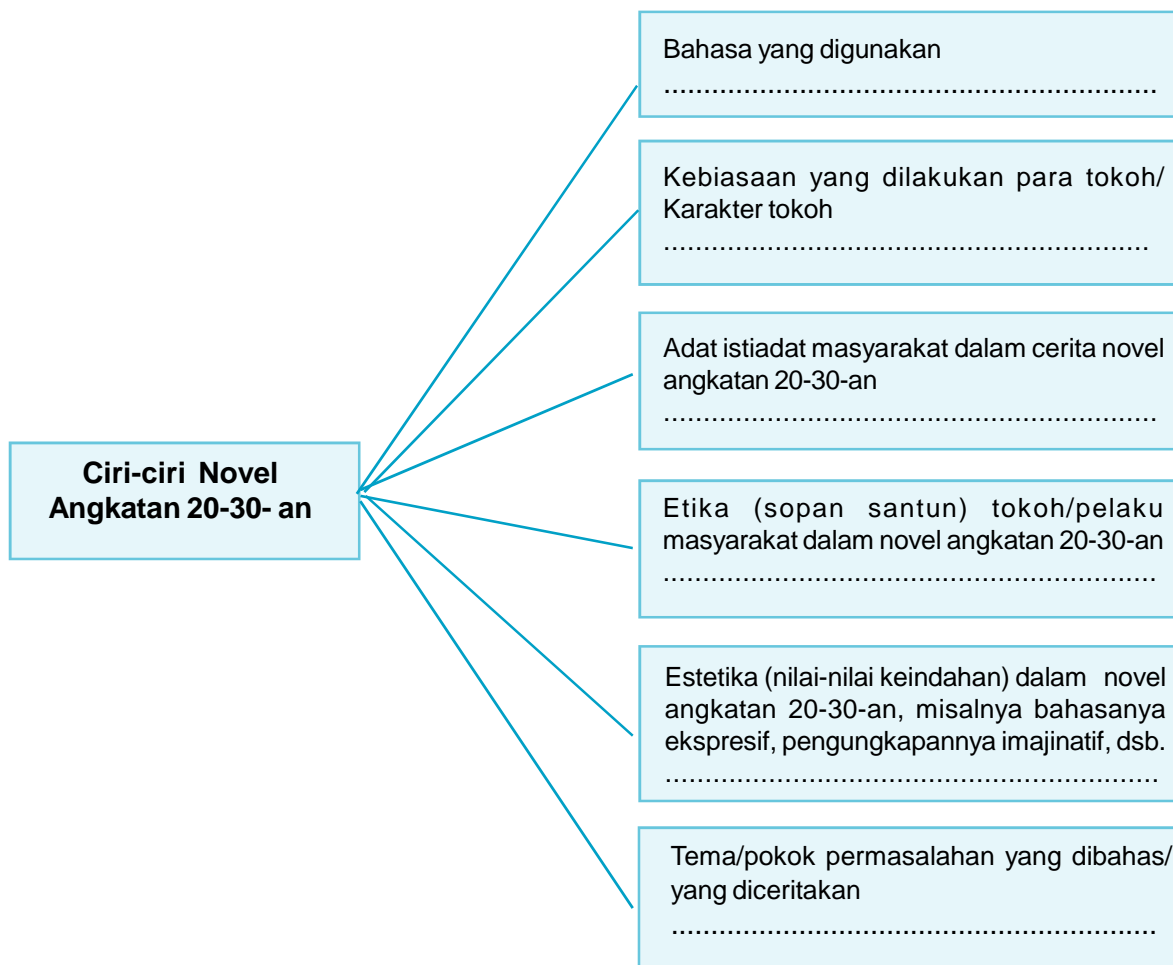 Bahasa yang digunakan
..............................................................
Kebiasaan yang dilakukan para tokoh/
Karakter tokoh
.............................................................
Adat istiadat masyarakat dalam cerita novel
angkatan 20-30-an
..............................................................
Ciri-ciri Novel
Angkatan 20-30- an
Etika (sopan santun) tokoh/pelaku
masyarakat dalam novel angkatan 20-30-an
..............................................................
Estetika (nilai-nilai keindahan) dalam novel
angkatan 20-30-an, misalnya bahasanya
ekspresif, pengungkapannya imajinatif, dsb.
..............................................................
Tema/pokok permasalahan yang dibahas/
yang diceritakan
.............................................................